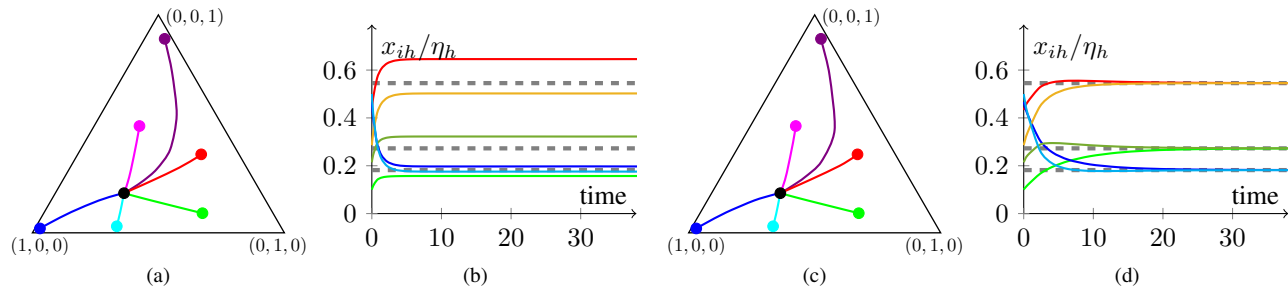 (0, 0, 1)
(1, 0, 0)
(0, 1, 0)
(a)
x_{ih}/η_h
0.6
0.4
0.2
0
time
0 10 20 30
(b)
(0, 0, 1)
(1, 0, 0)
(0, 1, 0)
(c)
x_{ih}/η_h
0.6
0.4
0.2
0
time
0 10 20 30
(d)